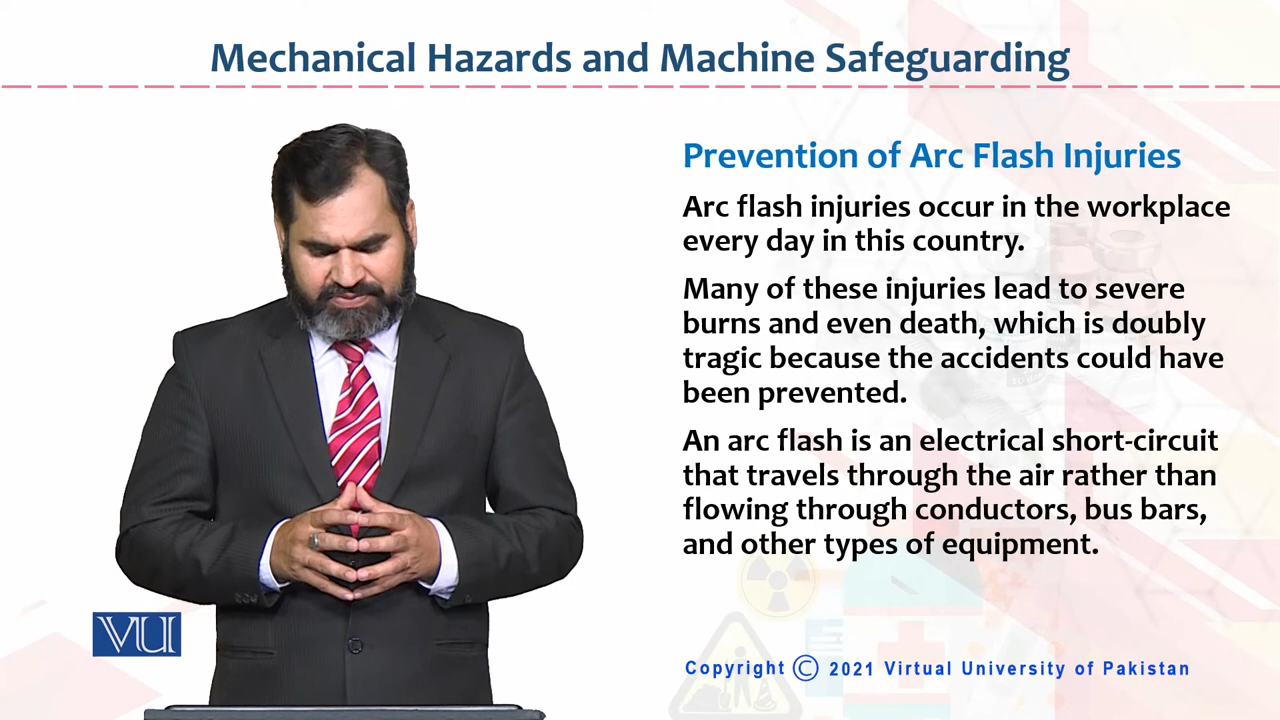 Mechanical Hazards and Machine Safeguarding
Prevention of Arc Flash Injuries
Arc flash injuries occur in the workplace
every day in this country.
Many of these injuries lead to severe
burns and even death, which is doubly
tragic because the accidents could have
been prevented.
An arc flash is an electrical short-circuit
that travels through the air rather than
flowing through conductors, bus bars,
and other types of equipment.
VU
Copyright © 2021 Virtual University of Pakistan